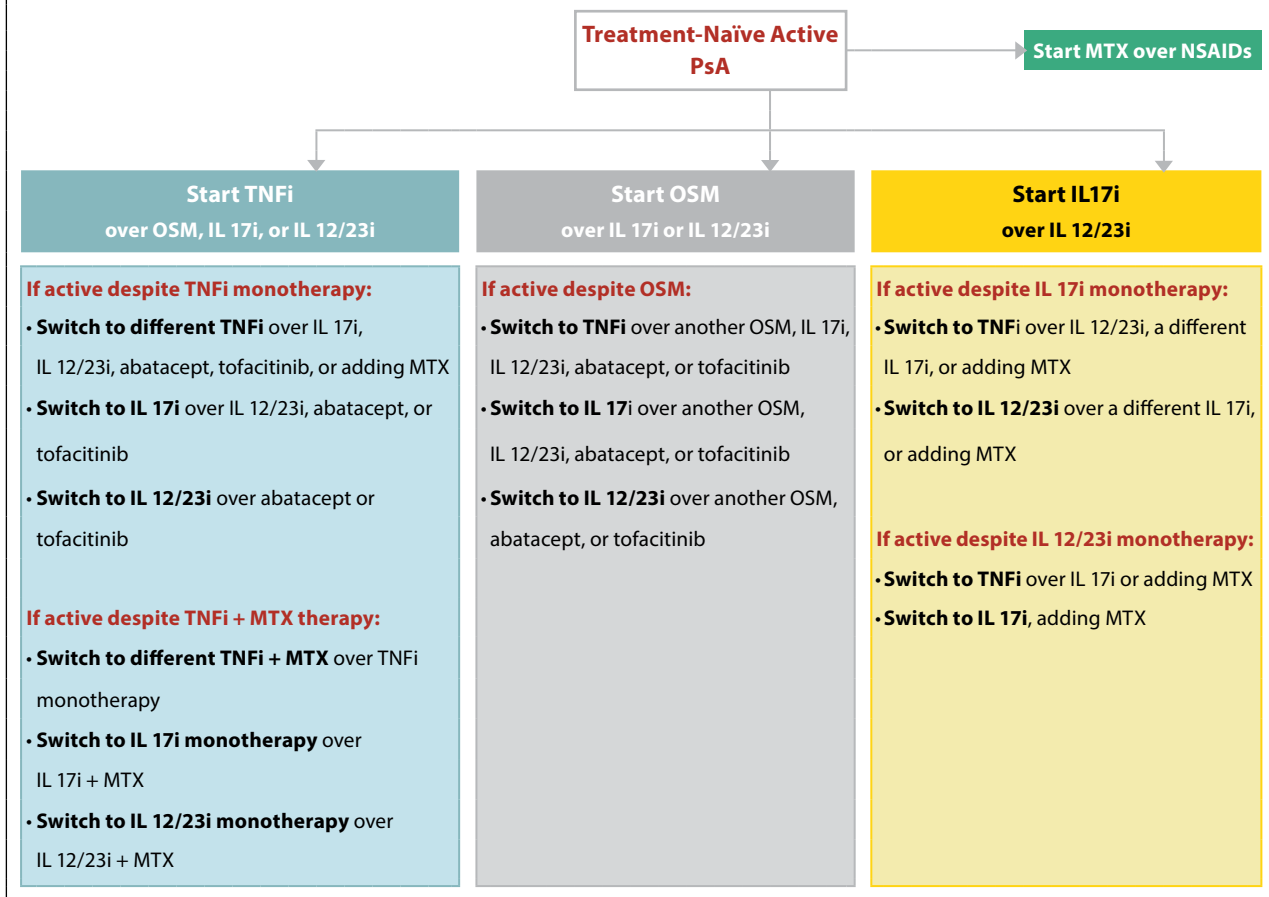 Treatment-Naïve Active
PsA
Start MTX over NSAIDs
Start TNFi
over OSM, IL 17i, or IL 12/23i
If active despite TNFi monotherapy:
• Switch to different TNFi over IL 17i,
IL 12/23i, abatacept, tofacitinib, or adding MTX
• Switch to IL 17i over IL 12/23i, abatacept, or
tofacitinib
• Switch to IL 12/23i over abatacept or
tofacitinib
If active despite TNFi + MTX therapy:
• Switch to different TNFi + MTX over TNFi
monotherapy
• Switch to IL 17i monotherapy over
IL 17i + MTX
• Switch to IL 12/23i monotherapy over
IL 12/23i + MTX
Start OSM
over IL 17i or IL 12/23i
If active despite OSM:
• Switch to TNFi over another OSM, IL 17i,
IL 12/23i, abatacept, or tofacitinib
• Switch to IL 17i over another OSM,
IL 12/23i, abatacept, or tofacitinib
• Switch to IL 12/23i over another OSM,
abatacept, or tofacitinib
Start IL17i
over IL 12/23i
If active despite IL 17i monotherapy:
• Switch to TNFi over IL 12/23i, a different
IL 17i, or adding MTX
• Switch to IL 12/23i over a different IL 17i,
or adding MTX
If active despite IL 12/23i monotherapy:
• Switch to TNFi over IL 17i or adding MTX
• Switch to IL 17i, adding MTX